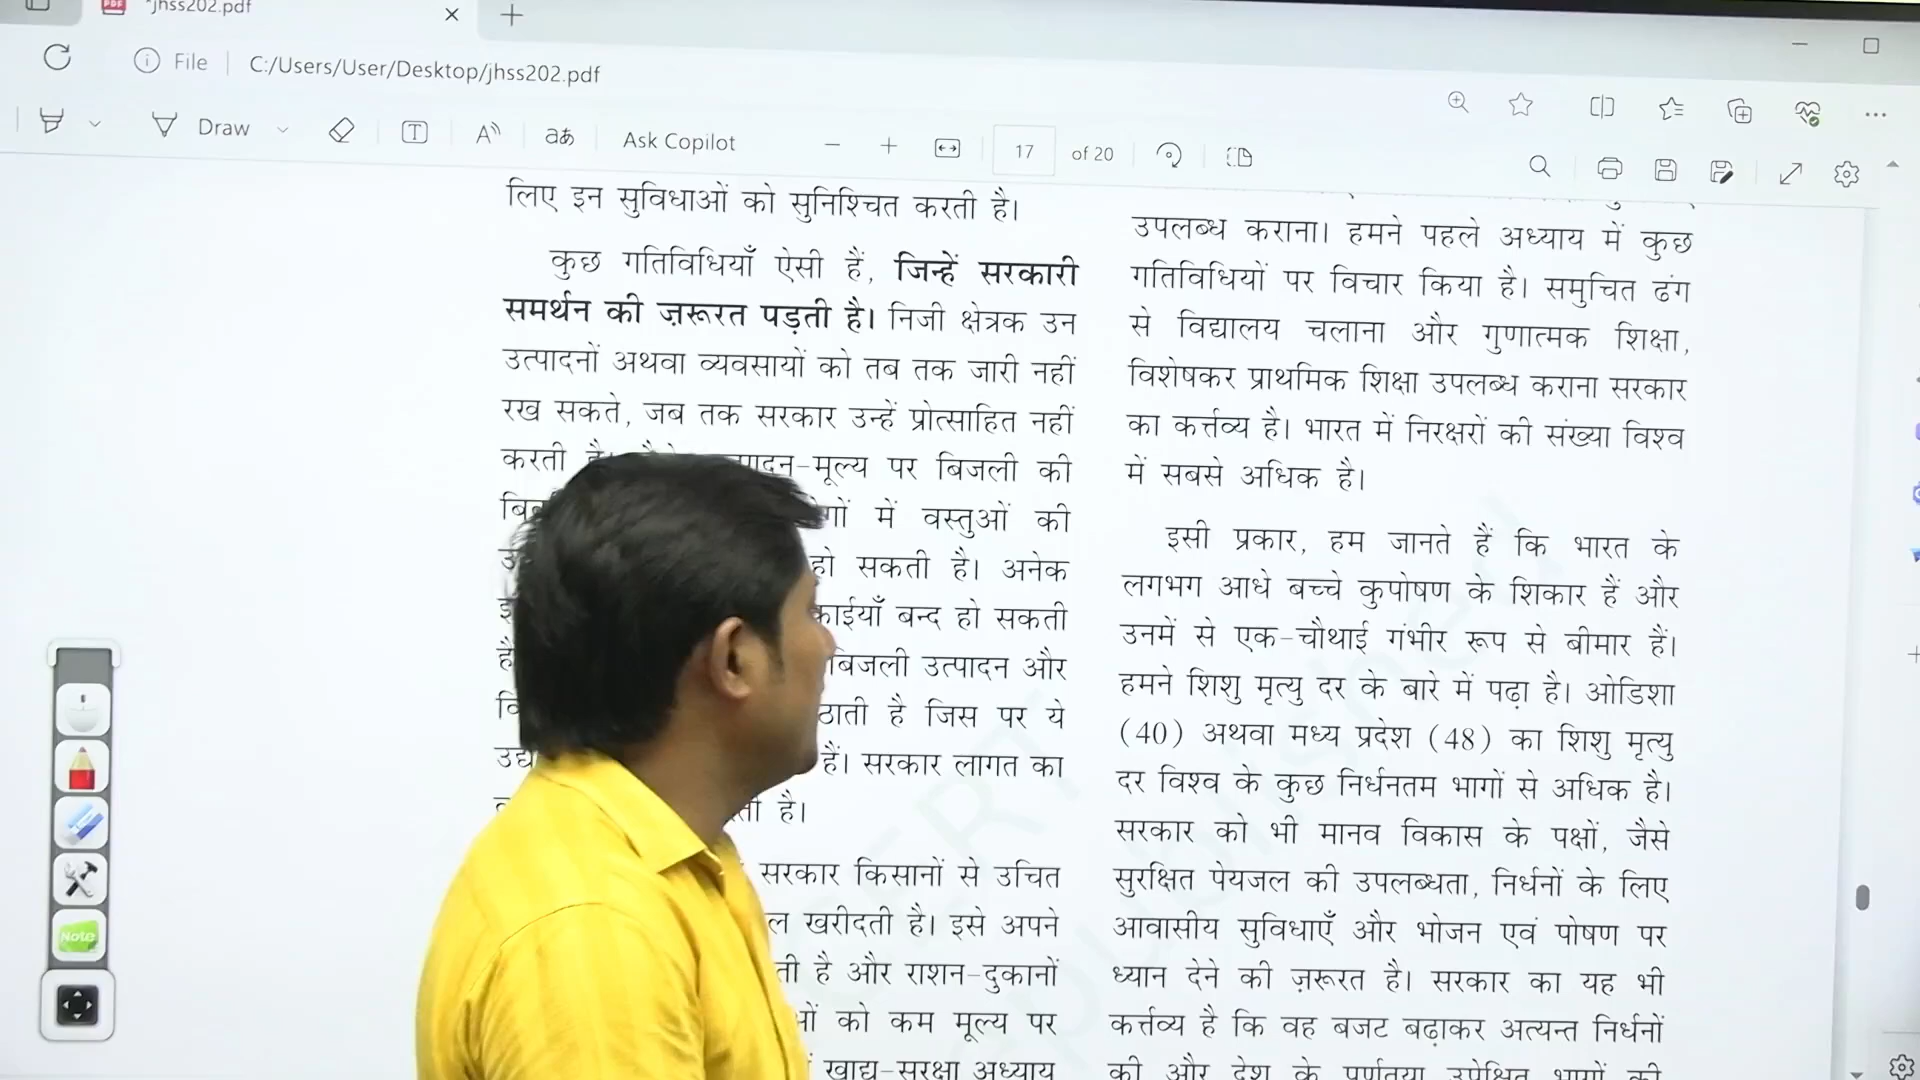 *jhss202.pdf
File
C:/Users/User/Desktop/jhss202.pdf
Draw
Ask Copilot
17 of 20
लिए इन सुविधाओं को सुनिश्चित करती है।
कुछ गतिविधियाँ ऐसी हैं, जिन्हें सरकारी
समर्थन की ज़रूरत पड़ती है। निजी क्षेत्रक उन
उत्पादनों अथवा व्यवसायों को तब तक जारी नहीं
रख सकते, जब तक सरकार उन्हें प्रोत्साहित नहीं
करती मूल्य पर बिजली की
में वस्तुओं की
हो सकती है। अनेक
बन्द हो सकती
बिजली उत्पादन और
है जिस पर ये
हैं। सरकार लागत का
है।
सरकार किसानों से उचित
खरीदती है। इसे अपने
है और राशन-दुकानों
को कम मूल्य पर
खाद्य-सुरक्षा अध्याय
उपलब्ध कराना। हमने पहले अध्याय में कुछ
गतिविधियों पर विचार किया है। समुचित ढंग
से विद्यालय चलाना और गुणात्मक शिक्षा,
विशेषकर प्राथमिक शिक्षा उपलब्ध कराना सरकार
का कर्त्तव्य है। भारत में निरक्षरों की संख्या विश्व
में सबसे अधिक है।
इसी प्रकार, हम जानते हैं कि भारत के
लगभग आधे बच्चे कुपोषण के शिकार हैं और
उनमें से एक-चौथाई गंभीर रूप से बीमार हैं।
हमने शिशु मृत्यु दर के बारे में पढ़ा है। ओडिशा
(40) अथवा मध्य प्रदेश (48) का शिशु मृत्यु
दर विश्व के कुछ निर्धनतम भागों से अधिक है।
सरकार को भी मानव विकास के पक्षों, जैसे
सुरक्षित पेयजल की उपलब्धता, निर्धनों के लिए
आवासीय सुविधाएँ और भोजन एवं पोषण पर
ध्यान देने की ज़रूरत है। सरकार का यह भी
कर्त्तव्य है कि वह बजट बढ़ाकर अत्यन्त निर्धनों
की और देश के पूर्णतया उपेक्षित भागों की
Note